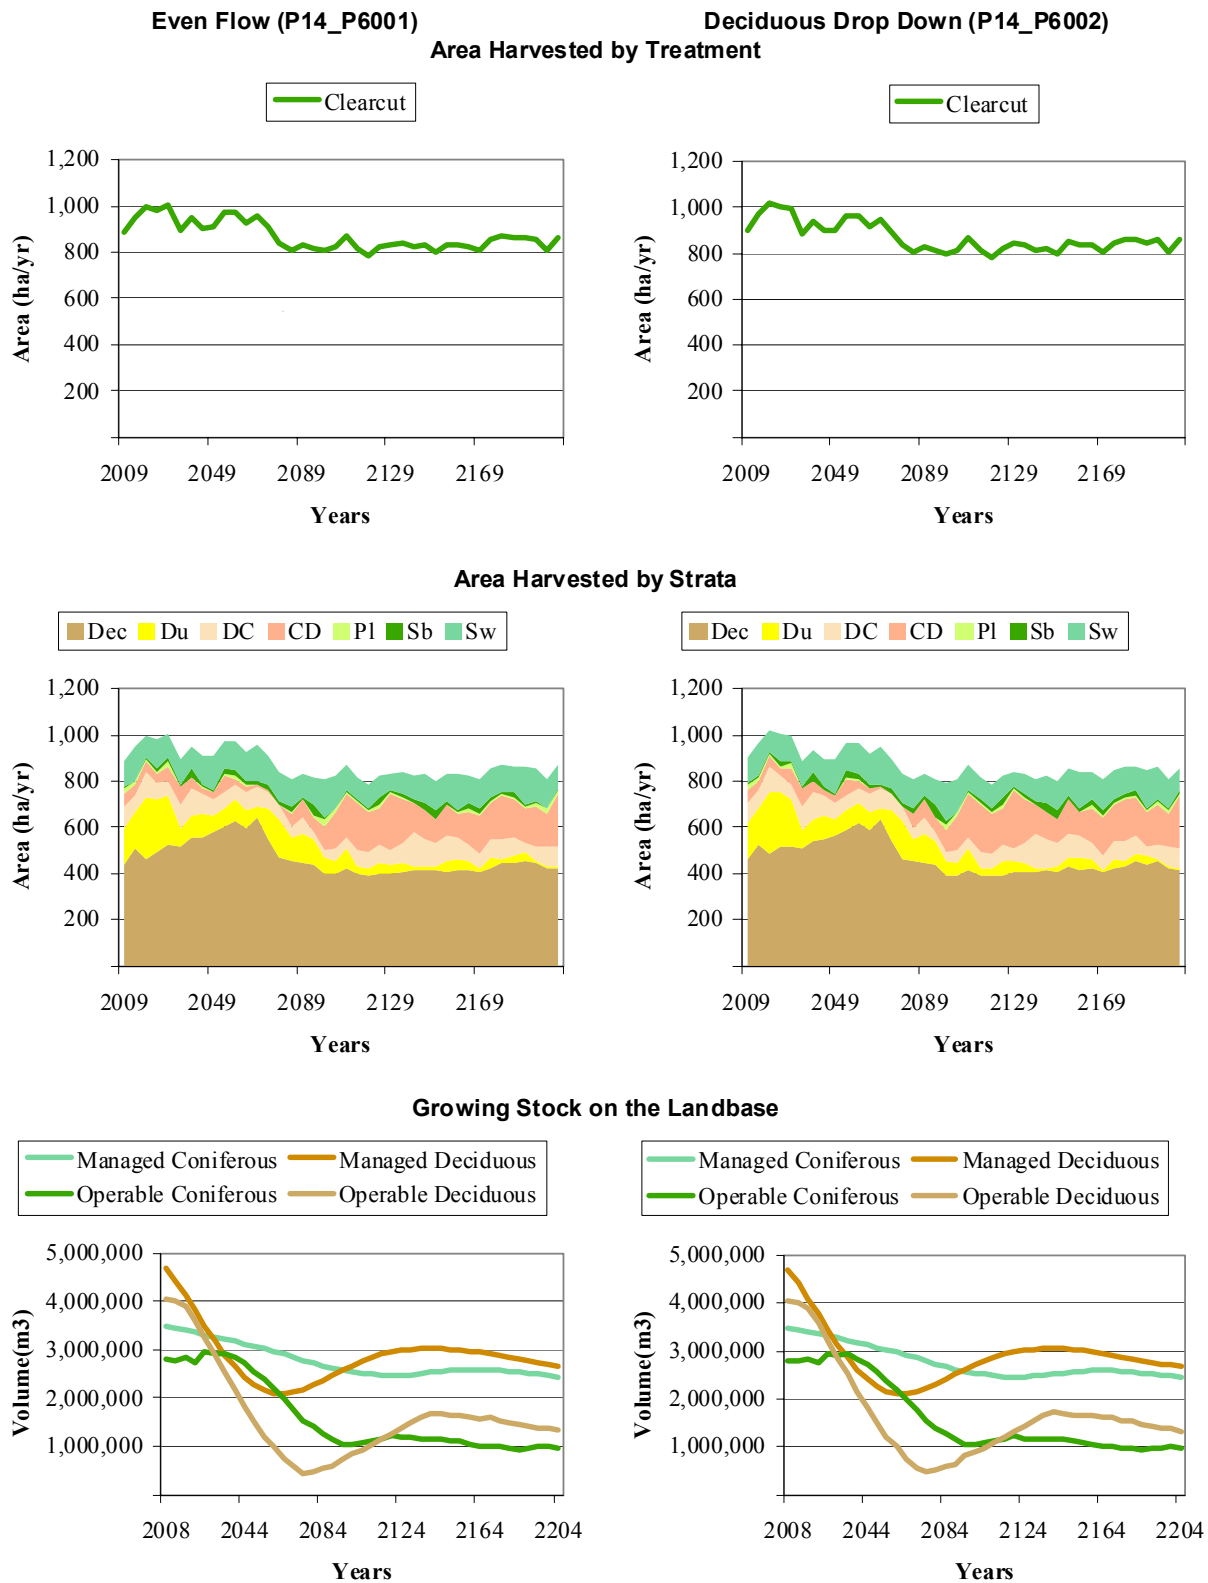 Even Flow (P14_P6001)
Deciduous Drop Down (P14_P6002)
Area Harvested by Treatment
Clearcut
1,200
1,000
800
600
400
200
Area (ha/yr)
2009 2049 2089 2129 2169
Years
Clearcut
1,200
1,000
800
600
400
200
Area (ha/yr)
2009 2049 2089 2129 2169
Years
Area Harvested by Strata
Dec Du DC CD Pl Sb Sw
1,200
1,000
800
600
400
200
Area (ha/yr)
2009 2049 2089 2129 2169
Years
Dec Du DC CD Pl Sb Sw
1,200
1,000
800
600
400
200
Area (ha/yr)
2009 2049 2089 2129 2169
Years
Growing Stock on the Landbase
Managed Coniferous Managed Deciduous
Operable Coniferous Operable Deciduous
5,000,000
4,000,000
3,000,000
2,000,000
1,000,000
Volume(m3)
2008 2044 2084 2124 2164 2204
Years
Managed Coniferous Managed Deciduous
Operable Coniferous Operable Deciduous
5,000,000
4,000,000
3,000,000
2,000,000
1,000,000
Volume(m3)
2008 2044 2084 2124 2164 2204
Years